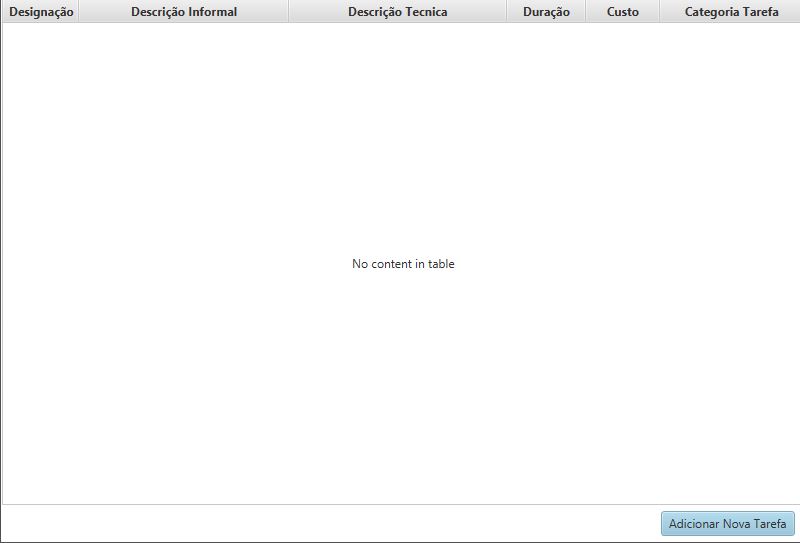 Designação Descrição Informal Descrição Tecnica Duração Custo Categoria Tarefa
No content in table
Adicionar Nova Tarefa